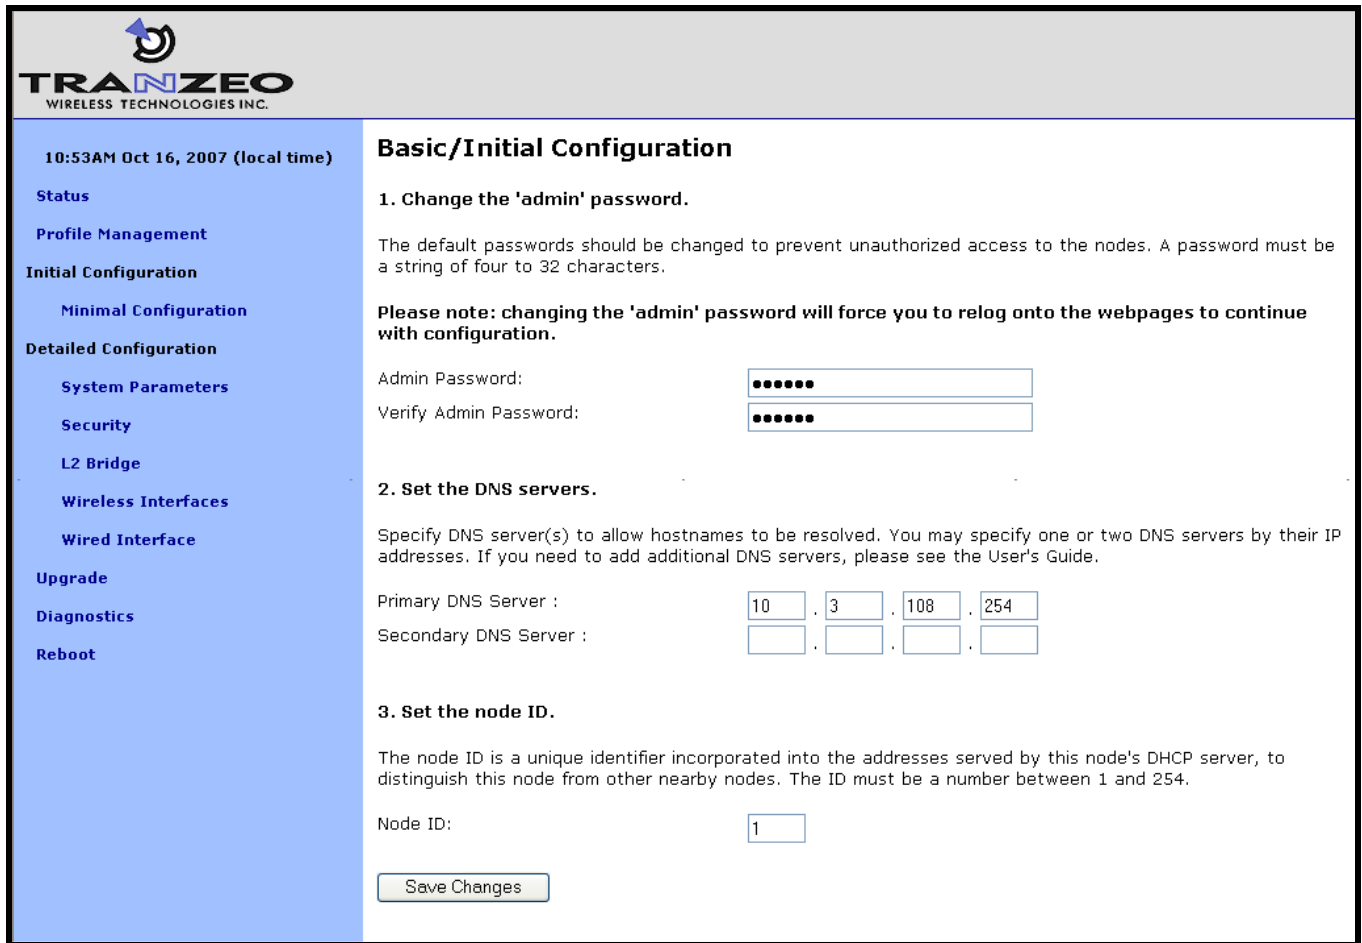 TRANZEO
WIRELESS TECHNOLOGIES INC.
10:53AM Oct 16, 2007 (local time)
Status
Profile Management
Initial Configuration
Minimal Configuration
Detailed Configuration
System Parameters
Security
L2 Bridge
Wireless Interfaces
Wired Interface
Upgrade
Diagnostics
Reboot
Basic/Initial Configuration
1. Change the 'admin' password.
The default passwords should be changed to prevent unauthorized access to the nodes. A password must be
a string of four to 32 characters.
Please note: changing the 'admin' password will force you to relog onto the webpages to continue
with configuration.
Admin Password: ●●●●●●
Verify Admin Password: ●●●●●●
2. Set the DNS servers.
Specify DNS server(s) to allow hostnames to be resolved. You may specify one or two DNS servers by their IP
addresses. If you need to add additional DNS servers, please see the User's Guide.
Primary DNS Server : 10 . 3 . 108 . 254
Secondary DNS Server : . . .
3. Set the node ID.
The node ID is a unique identifier incorporated into the addresses served by this node's DHCP server, to
distinguish this node from other nearby nodes. The ID must be a number between 1 and 254.
Node ID: 1
Save Changes